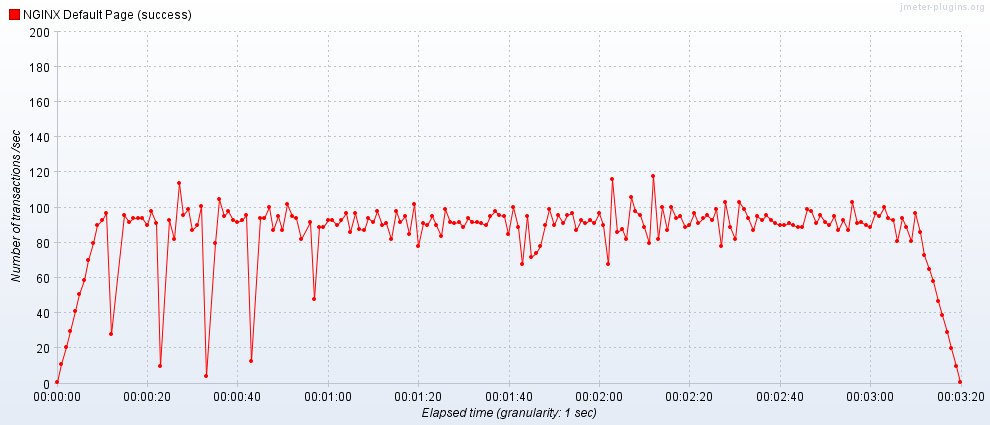 NGINX Default Page (success)
jmeter-plugins.org
200
180
160
140
120
100
80
60
40
20
0
Number of transactions /sec
00:00:00 00:00:20 00:00:40 00:01:00 00:01:20 00:01:40 00:02:00 00:02:20 00:02:40 00:03:00 00:03:20
Elapsed time (granularity: 1 sec)